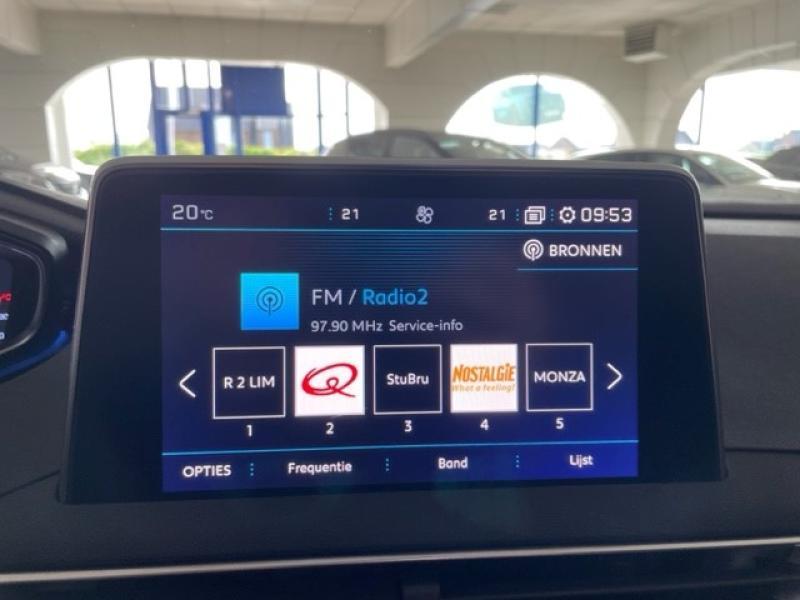 20°C 21 21 09:53
BRONNEN
FM / Radio2
97.90 MHz Service-info
R 2 LIM Q StuBru NOSTALGIE MONZA
What a feeling!
1 2 3 4 5
OPTIES Frequentie Band Lijst